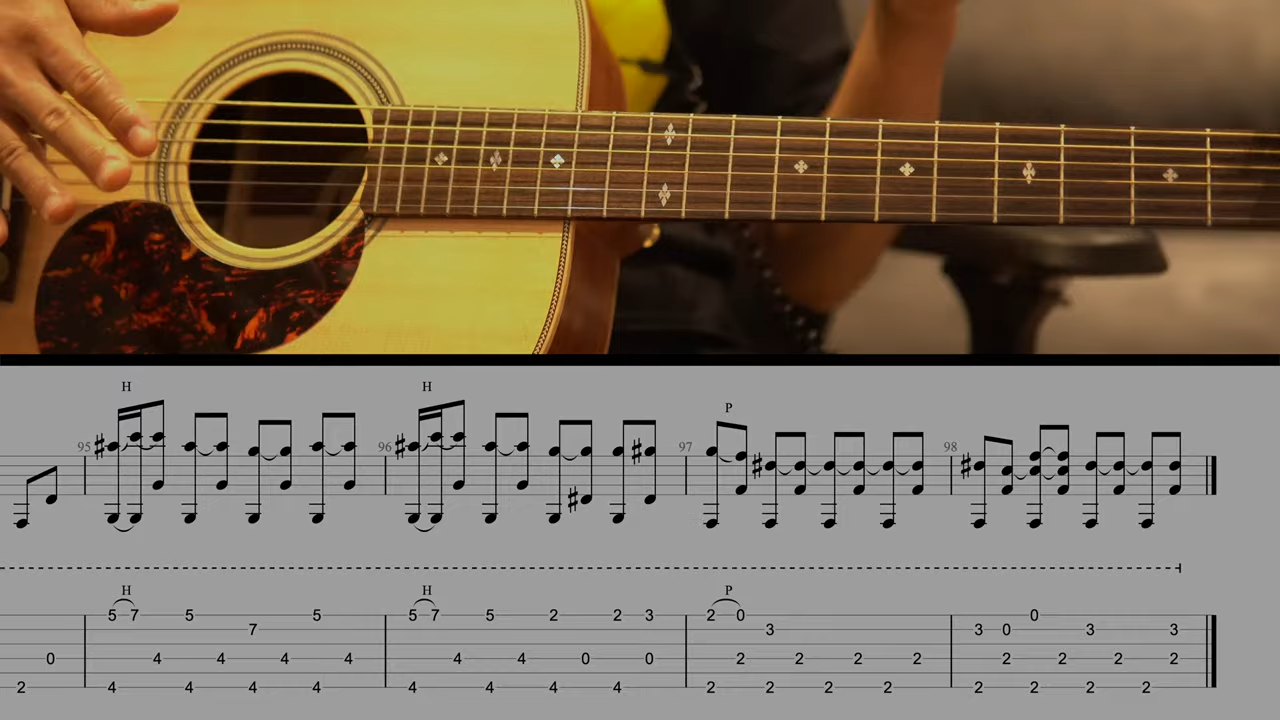 H H
P
95 96 97 98
H H P
5 7 5 5 5 7 5 2 2 3 2 0 0
7 3 3 0 3 3
0 4 4 4 4 4 4 0 0 2 2 2 2 2 2 2 2
2 4 4 4 4 4 4 4 4 2 2 2 2 2 2 2 2